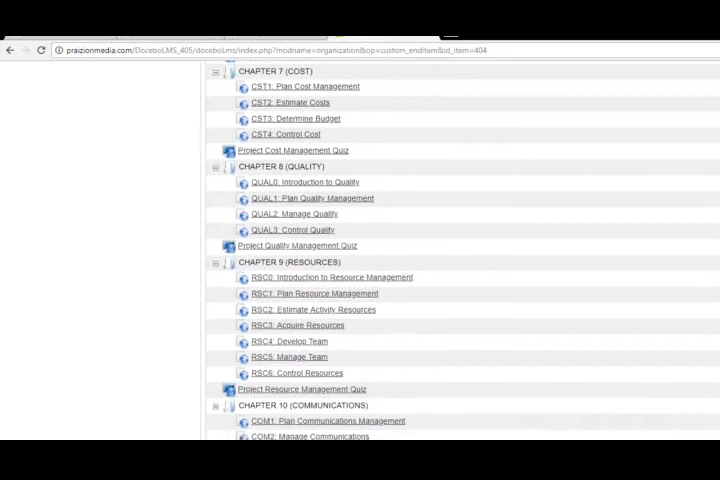 praizionmedia.com/DoceboLMS_405/doceboLms/index.php?modname=organization&op=custom_enditem&id_item=404
CHAPTER 7 (COST)
CST1: Plan Cost Management
CST2: Estimate Costs
CST3: Determine Budget
CST4: Control Cost
Project Cost Management Quiz
CHAPTER 8 (QUALITY)
QUAL0: Introduction to Quality
QUAL1: Plan Quality Management
QUAL2: Manage Quality
QUAL3: Control Quality
Project Quality Management Quiz
CHAPTER 9 (RESOURCES)
RSC0: Introduction to Resource Management
RSC1: Plan Resource Management
RSC2: Estimate Activity Resources
RSC3: Acquire Resources
RSC4: Develop Team
RSC5: Manage Team
RSC6: Control Resources
Project Resource Management Quiz
CHAPTER 10 (COMMUNICATIONS)
COM1: Plan Communications Management
COM2: Manage Communications